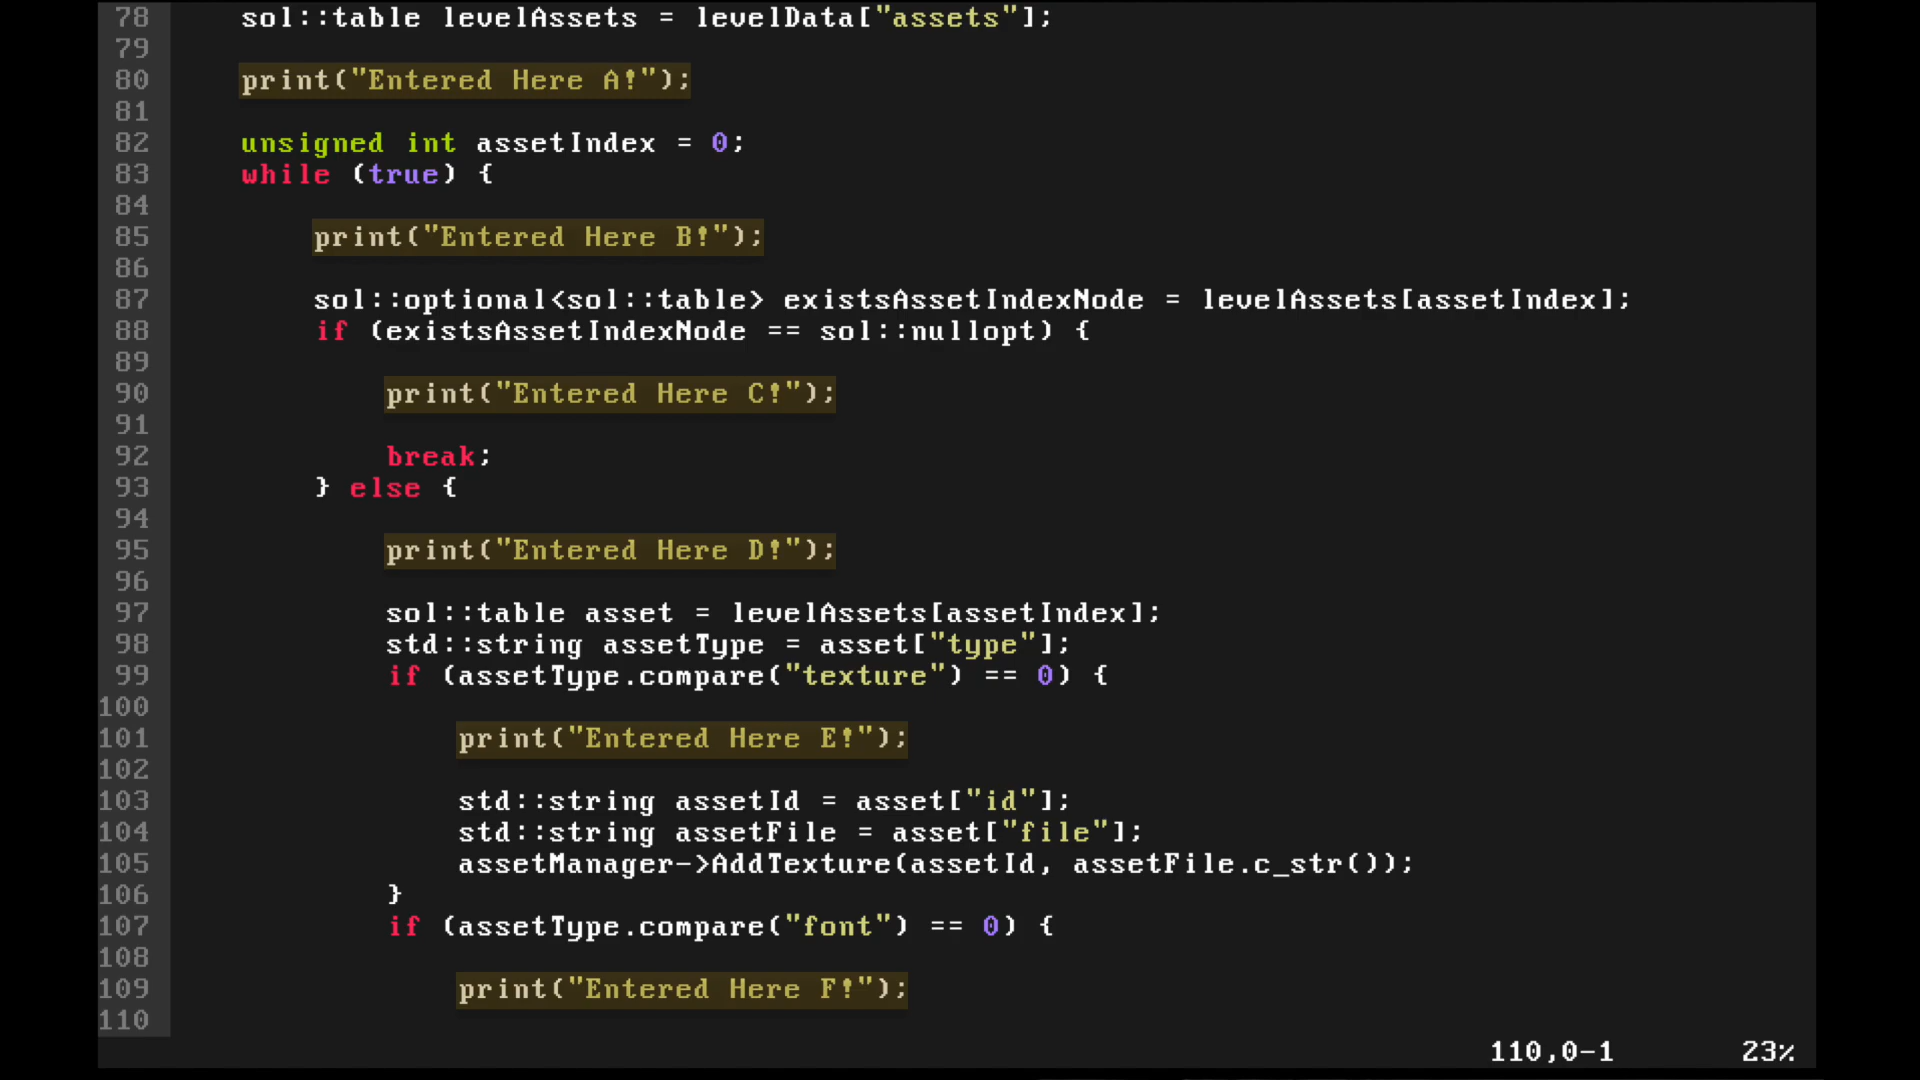 78 sol::table levelAssets = levelData["assets"];
79
80 print("Entered Here A!");
81
82 unsigned int assetIndex = 0;
83 while (true) {
84
85 print("Entered Here B!");
86
87 sol::optional<sol::table> existsAssetIndexNode = levelAssets[assetIndex];
88 if (existsAssetIndexNode == sol::nullopt) {
89
90 print("Entered Here C!");
91
92 break;
93 } else {
94
95 print("Entered Here D!");
96
97 sol::table asset = levelAssets[assetIndex];
98 std::string assetType = asset["type"];
99 if (assetType.compare("texture") == 0) {
100
101 print("Entered Here E!");
102
103 std::string assetId = asset["id"];
104 std::string assetFile = asset["file"];
105 assetManager->AddTexture(assetId, assetFile.c_str());
106 }
107 if (assetType.compare("font") == 0) {
108
109 print("Entered Here F!");
110
110,0-1 23%